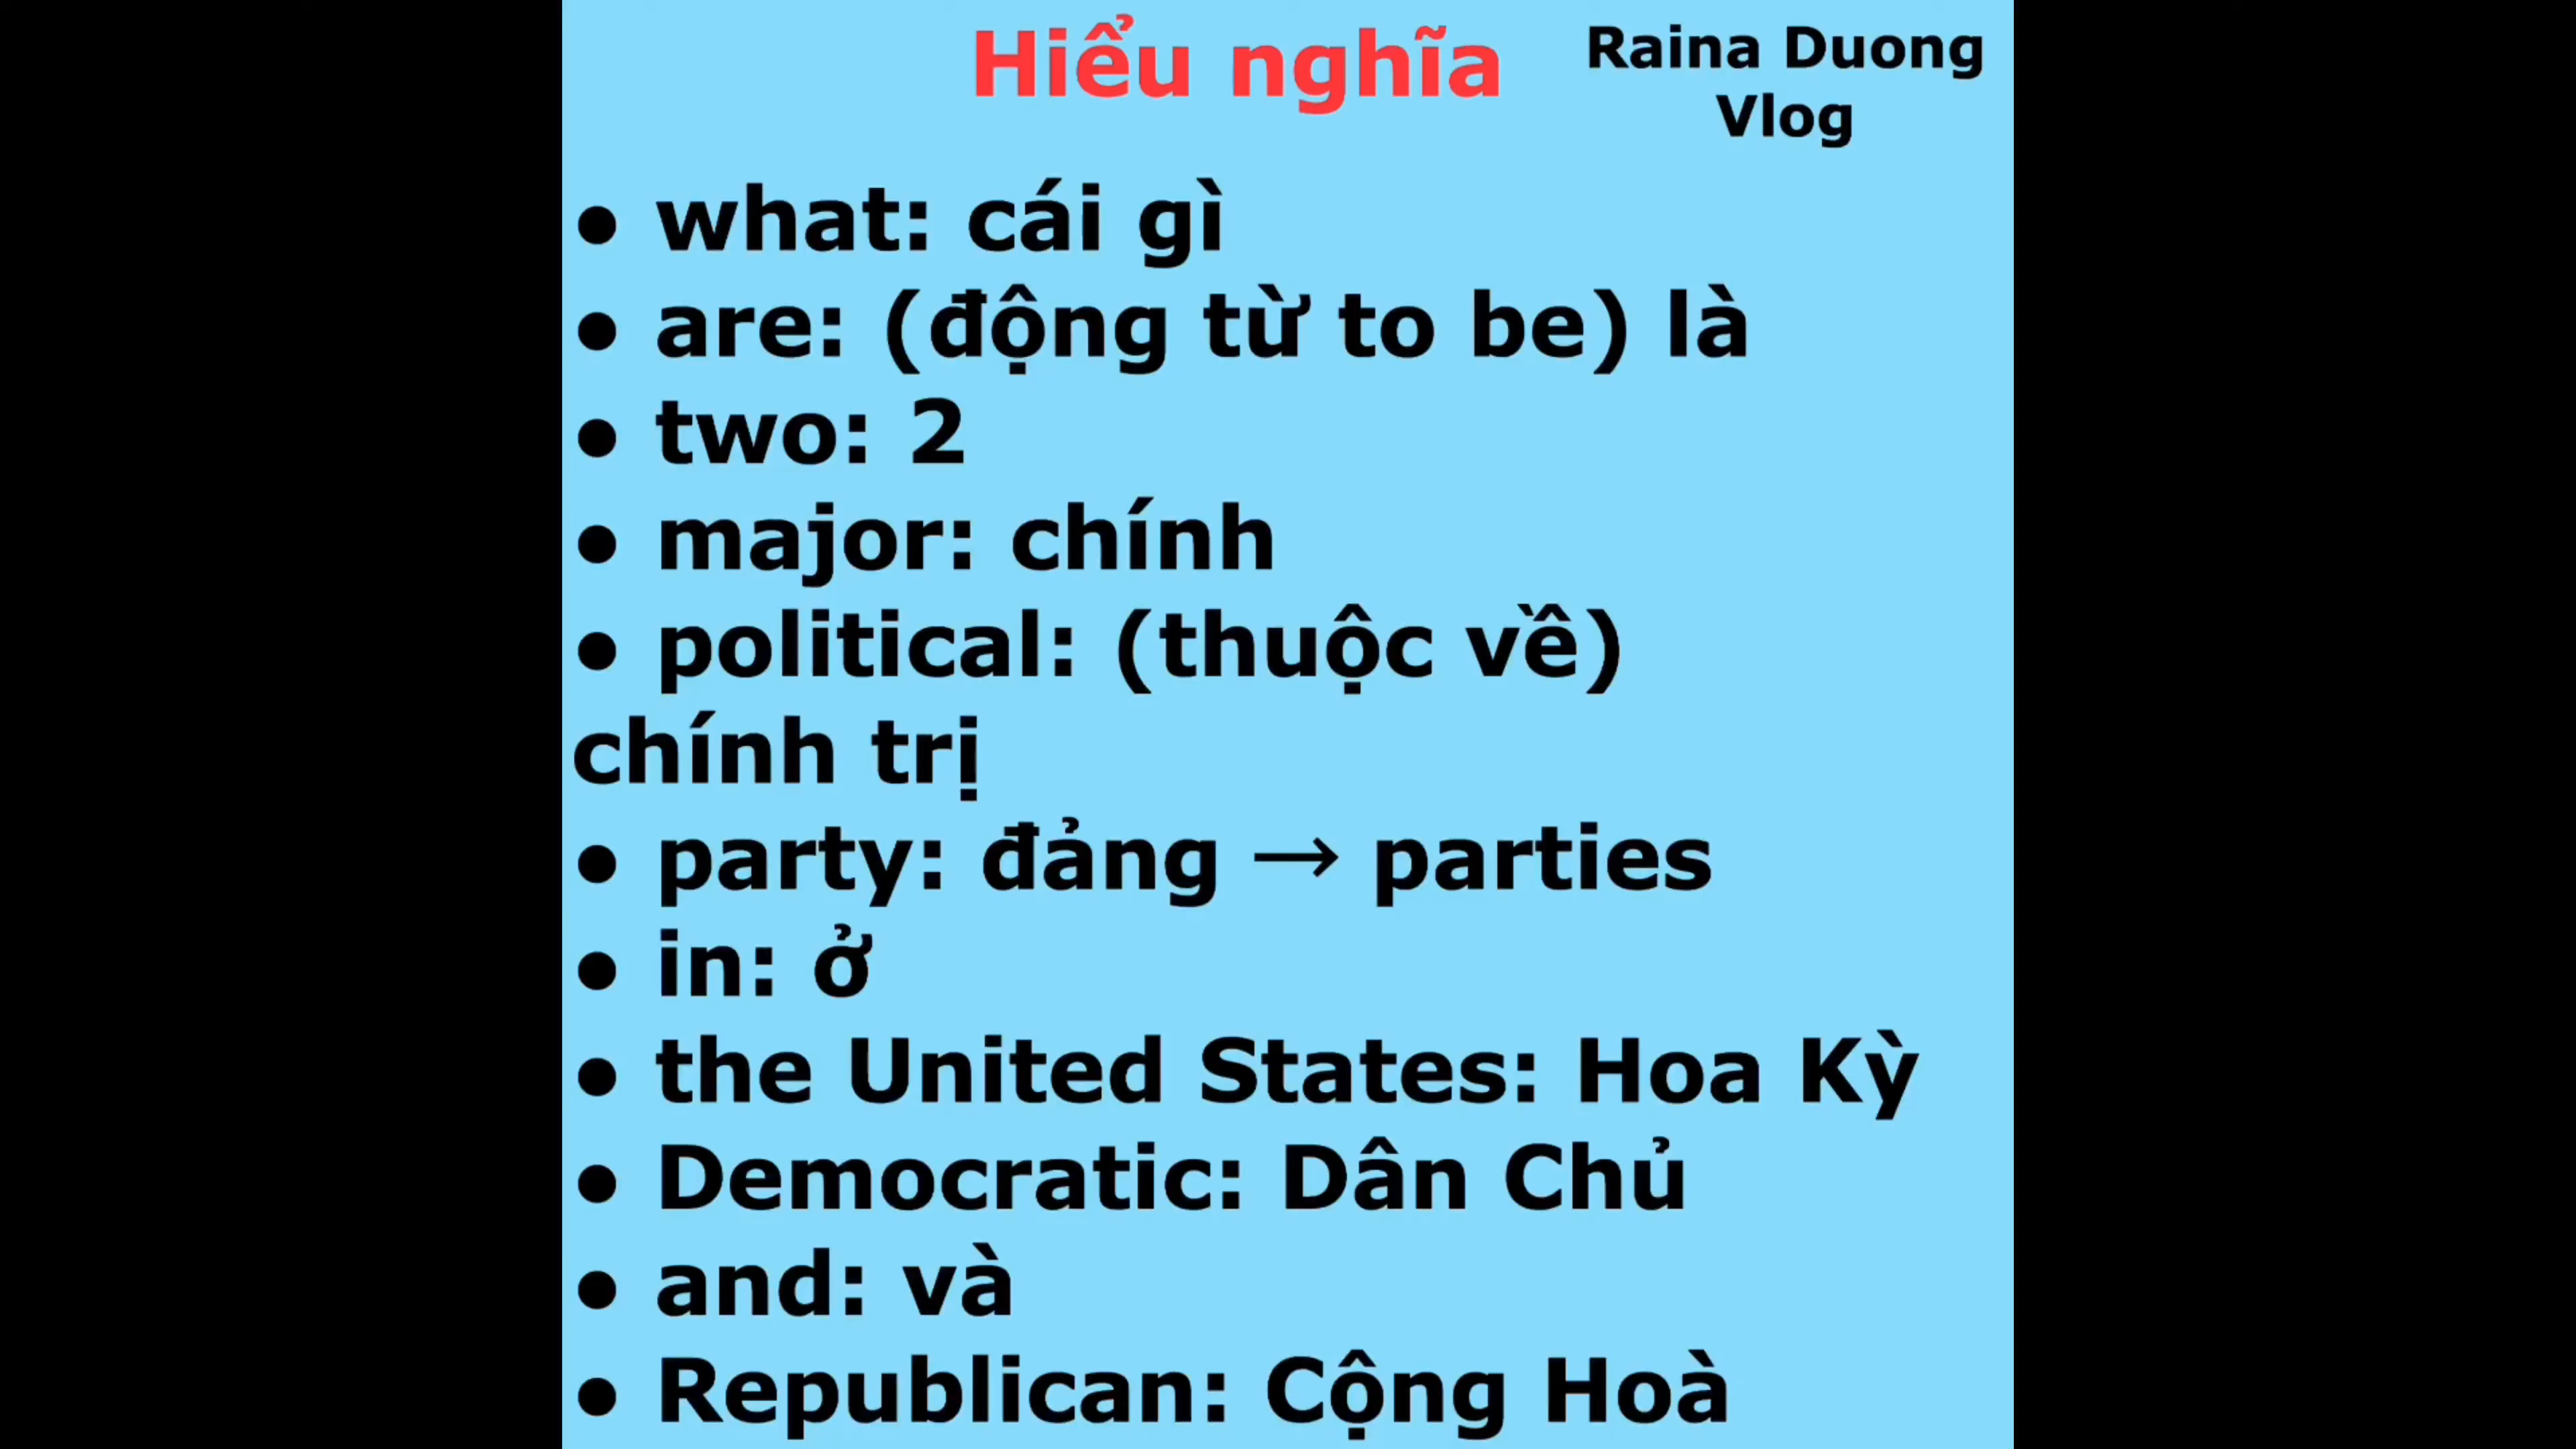 Hiểu nghĩa
Raina Duong
Vlog
● what: cái gì
● are: (động từ to be) là
● two: 2
● major: chính
● political: (thuộc về)
chính trị
● party: đảng → parties
● in: ở
● the United States: Hoa Kỳ
● Democratic: Dân Chủ
● and: và
● Republican: Cộng Hoà